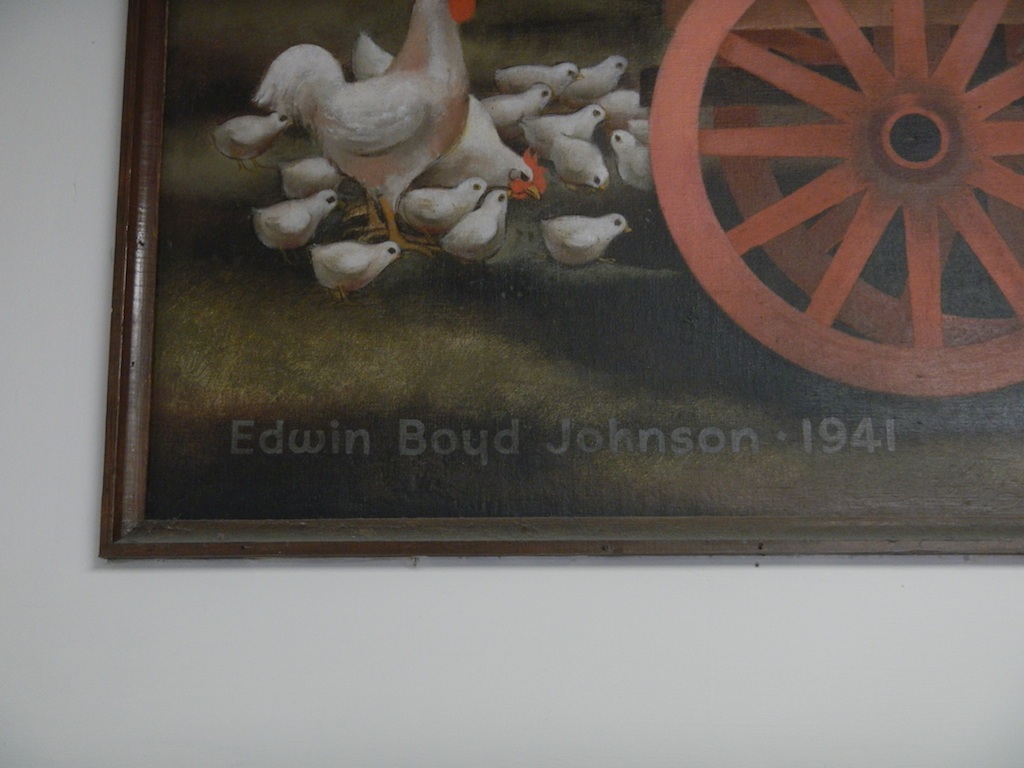 Edwin Boyd Johnson · 1941